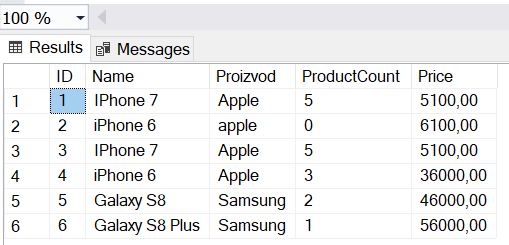 100 %
Results Messages
ID Name Proizvod ProductCount Price
1 1 IPhone 7 Apple 5 5100,00
2 2 iPhone 6 apple 0 6100,00
3 3 IPhone 7 Apple 5 5100,00
4 4 iPhone 6 Apple 3 36000,00
5 5 Galaxy S8 Samsung 2 46000,00
6 6 Galaxy S8 Plus Samsung 1 56000,00